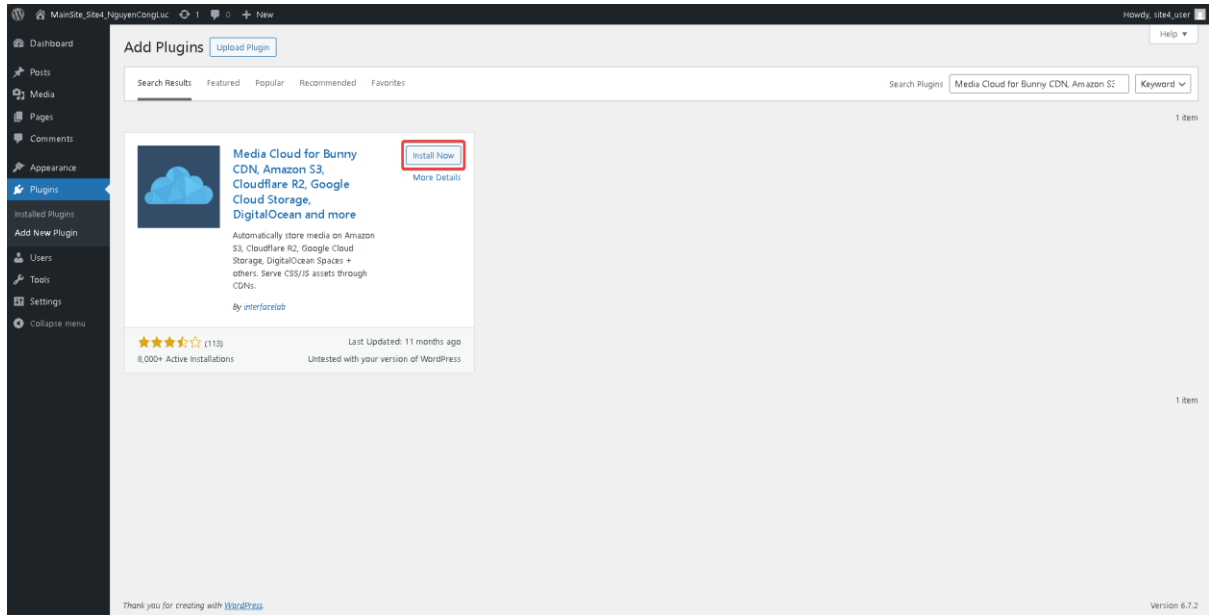 MainSite_Site4_NguyenCongLuc 1 0 + New Howdy, site4_user
Help ▼
Dashboard
Posts
Media
Pages
Comments
Appearance
Plugins
Installed Plugins
Add New Plugin
Users
Tools
Settings
Collapse menu
Add Plugins Upload Plugin
Search Results Featured Popular Recommended Favorites Search Plugins Media Cloud for Bunny CDN, Amazon S3 Keyword
1 item
Media Cloud for Bunny
CDN, Amazon S3,
Cloudflare R2, Google
Cloud Storage,
DigitalOcean and more
Install Now
More Details
Automatically store media on Amazon
S3, Cloudflare R2, Google Cloud
Storage, DigitalOcean Spaces +
others. Serve CSS/JS assets through
CDNs.
By interfacelab
(113) Last Updated: 11 months ago
8,000+ Active Installations Untested with your version of WordPress
1 item
Thank you for creating with WordPress. Version 6.7.2